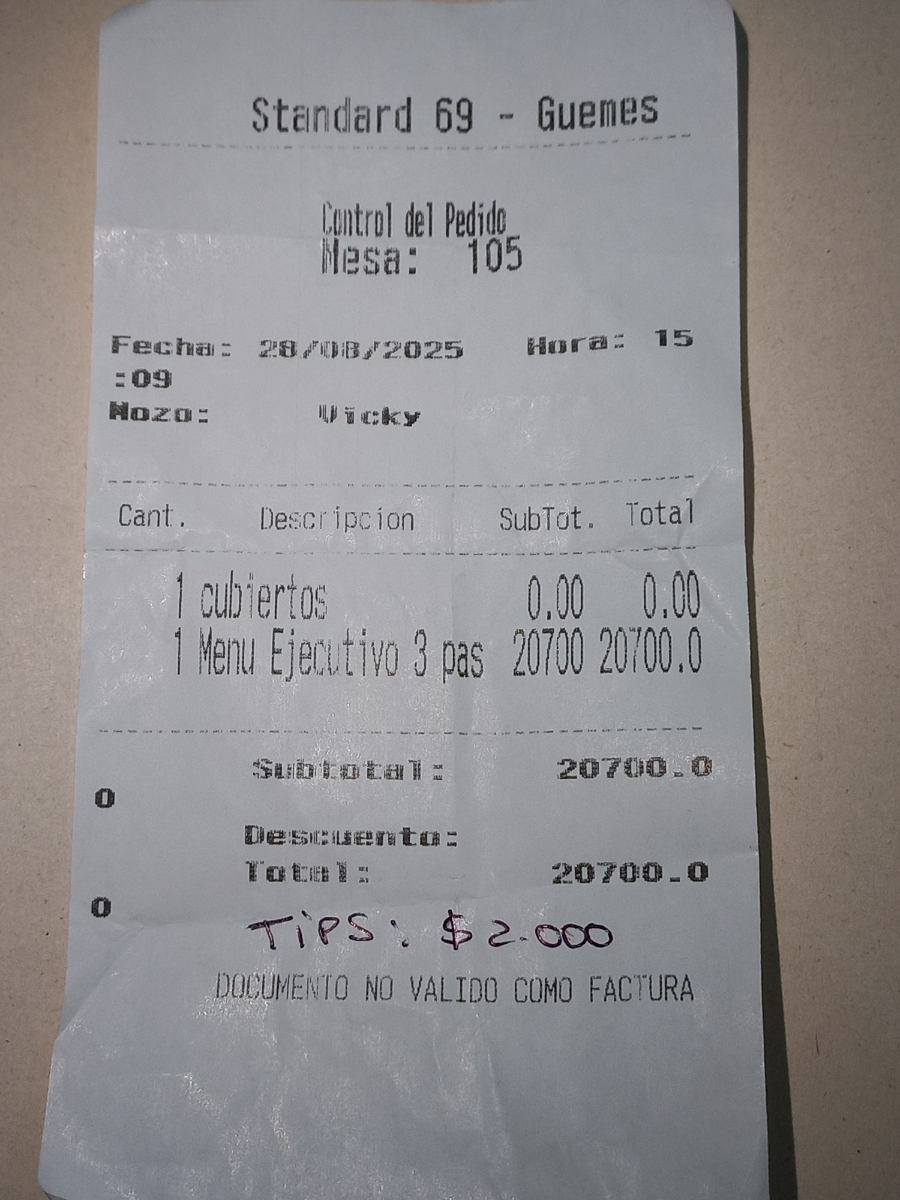 Standard 69 - Guemes
Control del Pedido
Mesa: 105
Fecha: 28/08/2025 Hora: 15
:09
Mozo: Vicky
Cant. Descripcion SubTot. Total
1 cubiertos 0.00 0.00
1 Menu Ejecutivo 3 pas 20700 20700.0
Subtotal: 20700.0
0
Descuento:
Total: 20700.0
0
TiPS: $2.000
DOCUMENTO NO VALIDO COMO FACTURA